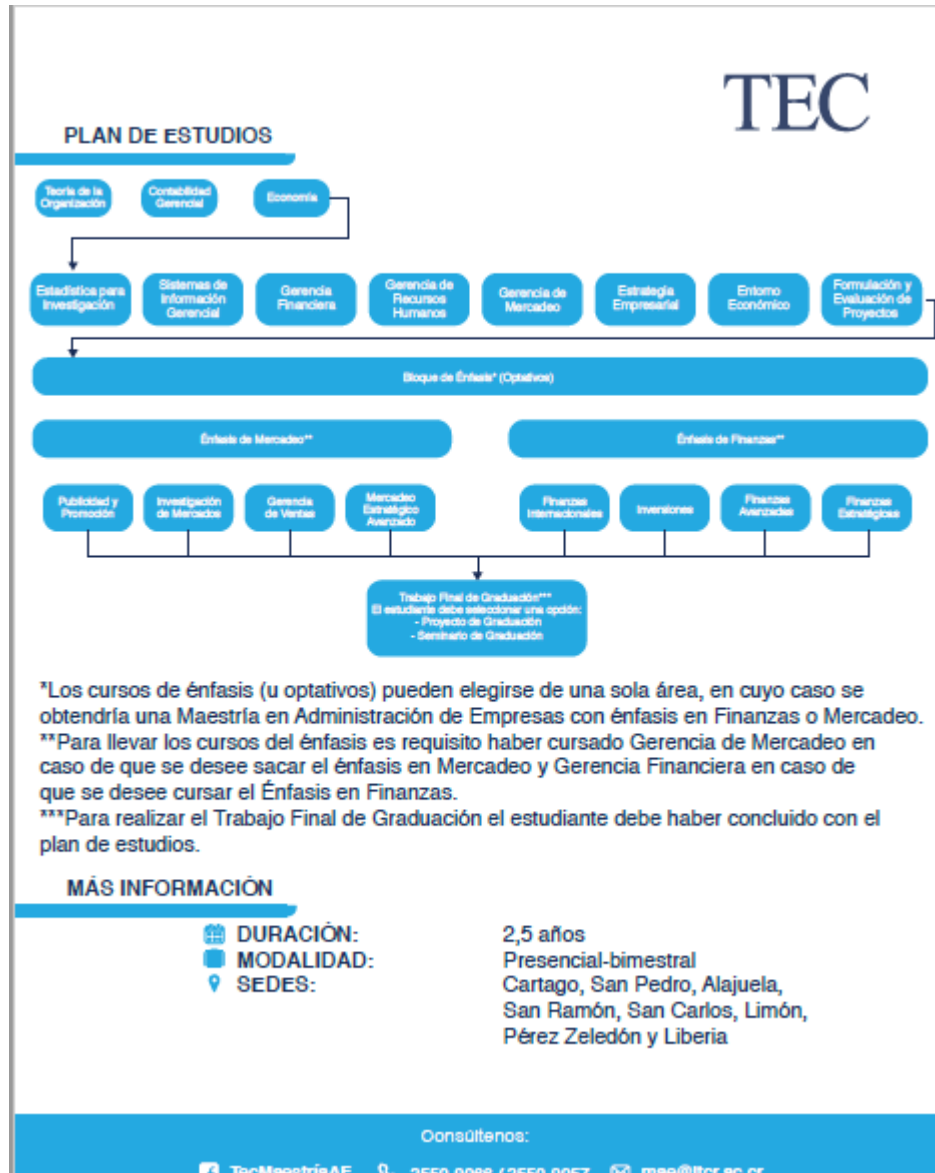 TEC
PLAN DE ESTUDIOS
Teoría de la
Organización
Contabilidad
Gerencial
Economía
Estadística para
Investigación
Sistemas de
Información
Gerencial
Gerencia
Financiera
Gerencia de
Recursos
Humanos
Gerencia de
Mercadeo
Estrategia
Empresarial
Entorno
Económico
Formulación y
Evaluación de
Proyectos
Bloque de Énfasis* (Optativos)
Énfasis de Mercadeo**
Énfasis de Finanzas**
Publicidad y
Promoción
Investigación
de Mercados
Gerencia
de Ventas
Mercadeo
Estratégico
Avanzado
Finanzas
Internacionales
Inversiones
Finanzas
Avanzadas
Finanzas
Estratégicas
Trabajo Final de Graduación***
El estudiante debe seleccionar una opción:
- Proyecto de Graduación
- Seminario de Graduación
*Los cursos de énfasis (u optativos) pueden elegirse de una sola área, en cuyo caso se
obtendría una Maestría en Administración de Empresas con énfasis en Finanzas o Mercadeo.
**Para llevar los cursos del énfasis es requisito haber cursado Gerencia de Mercadeo en
caso de que se desee sacar el énfasis en Mercadeo y Gerencia Financiera en caso de
que se desee cursar el Énfasis en Finanzas.
***Para realizar el Trabajo Final de Graduación el estudiante debe haber concluido con el
plan de estudios.
MÁS INFORMACIÓN
DURACIÓN: 2,5 años
MODALIDAD: Presencial-bimestral
SEDES: Cartago, San Pedro, Alajuela,
San Ramón, San Carlos, Limón,
Pérez Zeledón y Liberia
Consúltenos:
TecMaestríaAE mae@itcr.ac.cr